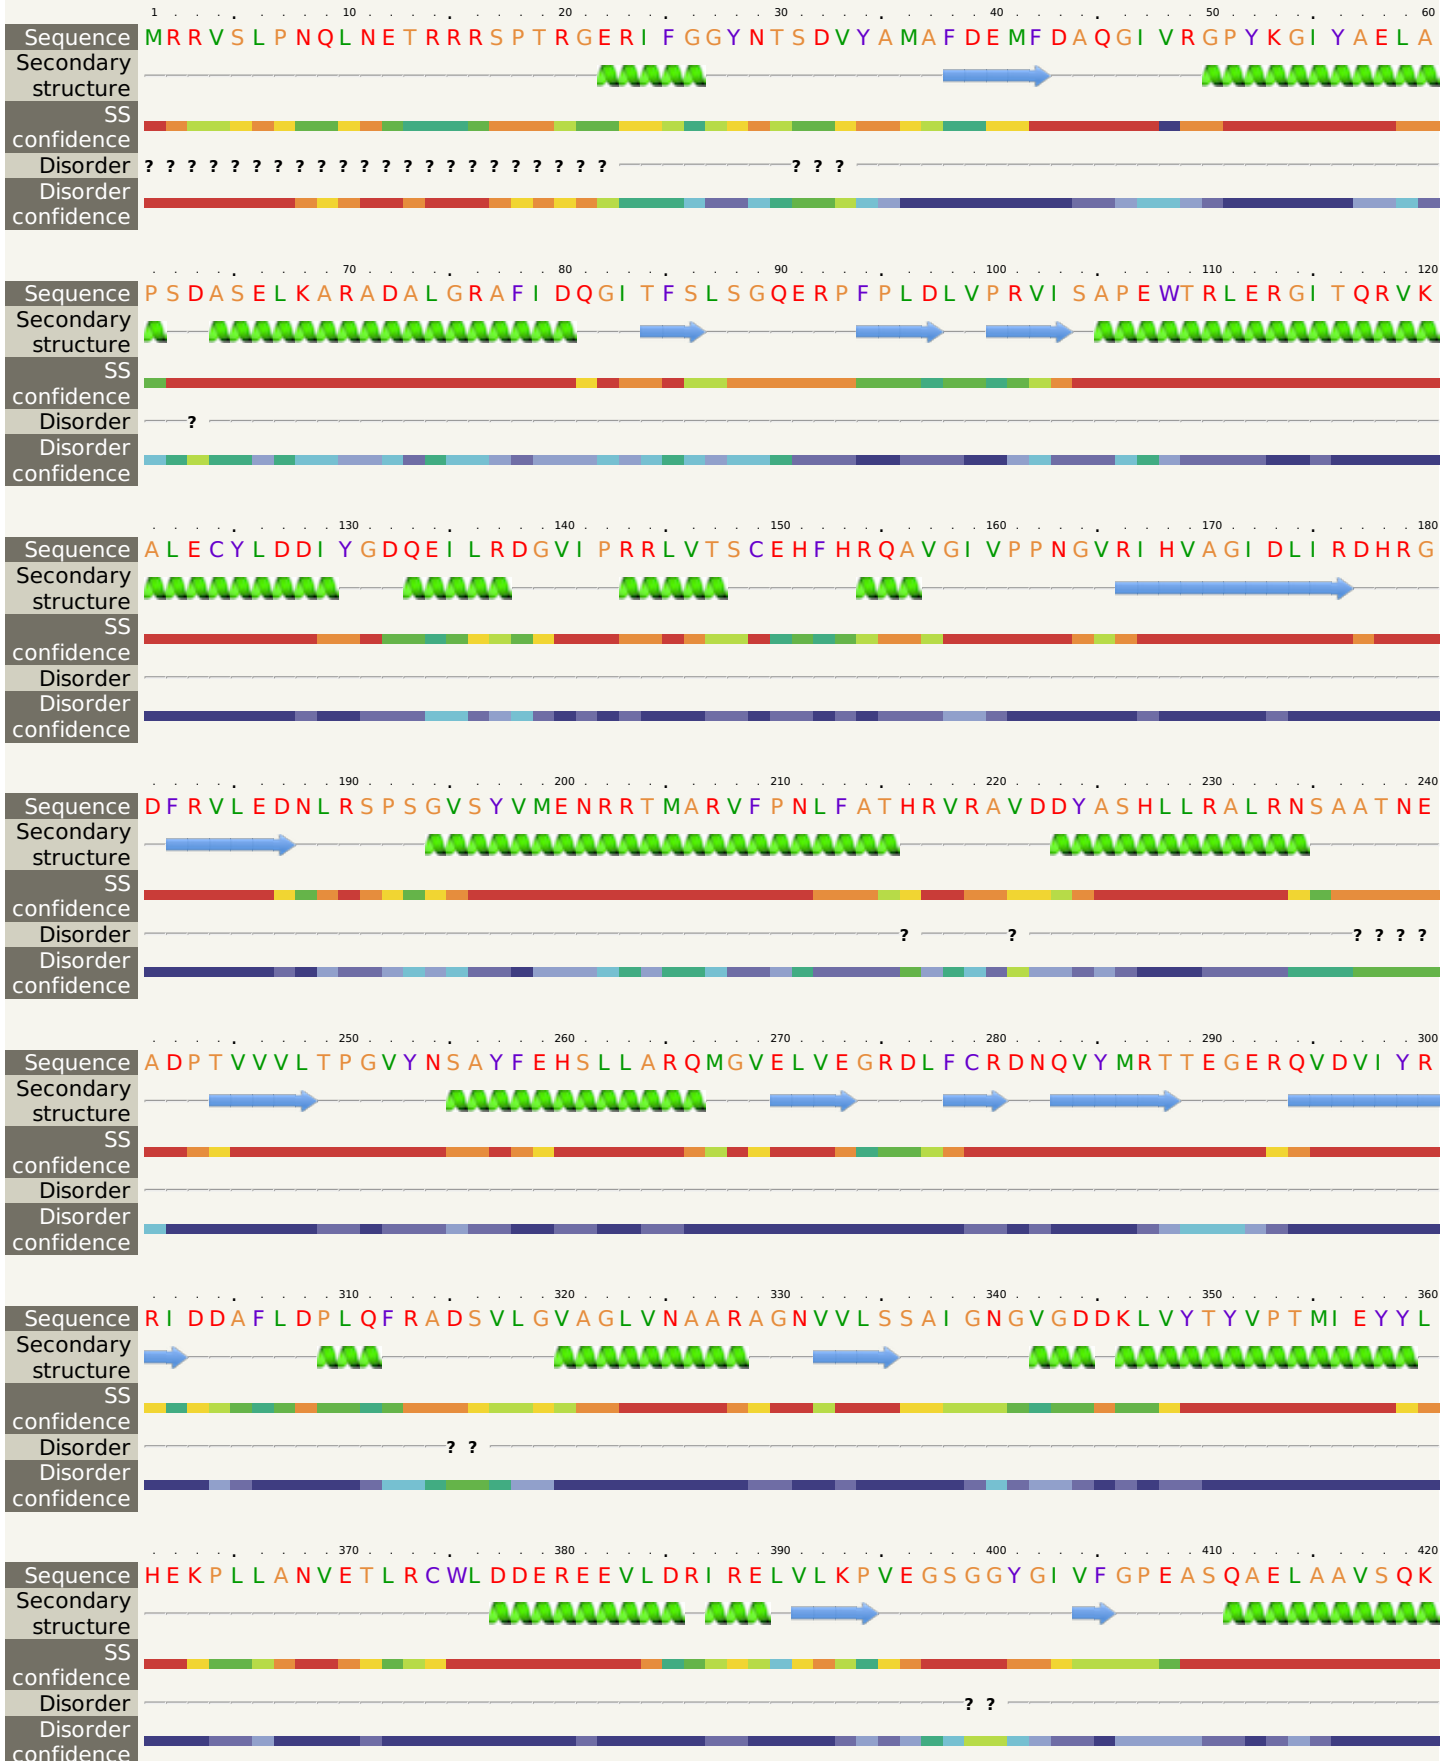 1 10 20 30 40 50 60
Sequence MRRVSLPNQLNETRRRSPTRGERIFGGYNTSDVYAMAFDEMFDAQGIVRGPYKGIYAELA
Secondary
structure
SS
confidence
Disorder ? ? ? ? ? ? ? ? ? ? ? ? ? ? ? ? ? ? ? ? ? ? ? ? ?
Disorder
confidence
70 80 90 100 110 120
Sequence PSDASELKARADALGRAFIDQGITFSLSGQERPFPLDLVPRVISAPEWTRLERGITQRVK
Secondary
structure
SS
confidence
Disorder ?
Disorder
confidence
130 140 150 160 170 180
Sequence ALECYLDDIYGDQEILRDGVIPRRLVTSCEHFHRQAVGIVPPNGVRIHVAGIDLIRDHRG
Secondary
structure
SS
confidence
Disorder
Disorder
confidence
190 200 210 220 230 240
Sequence DFRVLEDNLRSPSGVSYVMENRRTMARVFPNLFATHRVRAVDDYASHLLRALRNSAATNE
Secondary
structure
SS
confidence
Disorder ? ? ? ? ? ?
Disorder
confidence
250 260 270 280 290 300
Sequence ADPTVVVLTPGVYNSAYFEHSLLARQMGVELVEGRDLFCRDNQVYMRTTEGERQVDVIYR
Secondary
structure
SS
confidence
Disorder
Disorder
confidence
310 320 330 340 350 360
Sequence RIDDAFLDPLQFRADSVLGVAGLVNAARAGNVVLSSAIGNGVGDDKLVYTYVPTMIEYYL
Secondary
structure
SS
confidence
Disorder ? ?
Disorder
confidence
370 380 390 400 410 420
Sequence HEKPLLANVETLRCWLDDEREEVLDRIRELVLKPVEGSGGYGIVFGPEASQAELAAVSQK
Secondary
structure
SS
confidence
Disorder ? ?
Disorder
confidence